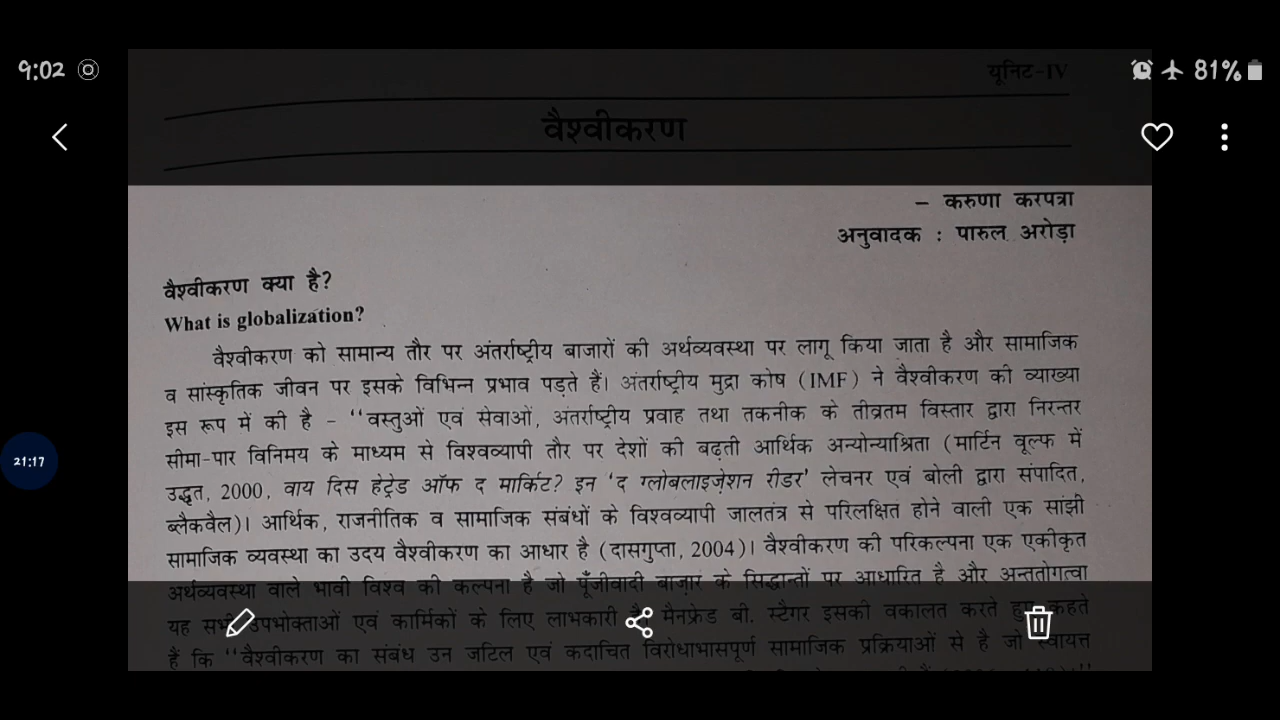 9:02
81%
यूनिट-IV
वैश्वीकरण
– करुणा करपत्रा
अनुवादक : पारुल अरोड़ा
वैश्वीकरण क्या है?
What is globalization?
वैश्वीकरण को सामान्य तौर पर अंतर्राष्ट्रीय बाजारों की अर्थव्यवस्था पर लागू किया जाता है और सामाजिक
व सांस्कृतिक जीवन पर इसके विभिन्न प्रभाव पड़ते हैं। अंतर्राष्ट्रीय मुद्रा कोष (IMF) ने वैश्वीकरण की व्याख्या
इस रूप में की है – ‘‘वस्तुओं एवं सेवाओं, अंतर्राष्ट्रीय प्रवाह तथा तकनीक के तीव्रतम विस्तार द्वारा निरन्तर
सीमा-पार विनिमय के माध्यम से विश्वव्यापी तौर पर देशों की बढ़ती आर्थिक अन्योन्याश्रिता (मार्टिन वूल्फ में
21:17
उद्धृत, 2000, वाय दिस हेट्रेड ऑफ द मार्किट? इन ‘द ग्लोबलाइज़ेशन रीडर’ लेचनर एवं बोली द्वारा संपादित,
ब्लैकवैल)। आर्थिक, राजनीतिक व सामाजिक संबंधों के विश्वव्यापी जालतंत्र से परिलक्षित होने वाली एक सांझी
सामाजिक व्यवस्था का उदय वैश्वीकरण का आधार है (दासगुप्ता, 2004)। वैश्वीकरण की परिकल्पना एक एकीकृत
अर्थव्यवस्था वाले भावी विश्व की कल्पना है जो पूँजीवादी बाज़ार के सिद्धान्तों पर आधारित है और अन्ततोगत्वा
यह सभी उपभोक्ताओं एवं कार्मिकों के लिए लाभकारी है। मैनफ्रेड बी. स्टैगर इसकी वकालत करते हुए कहते
हैं कि ‘‘वैश्वीकरण का संबंध उन जटिल एवं कदाचित विरोधाभासपूर्ण सामाजिक प्रक्रियाओं से है जो स्वायत्त